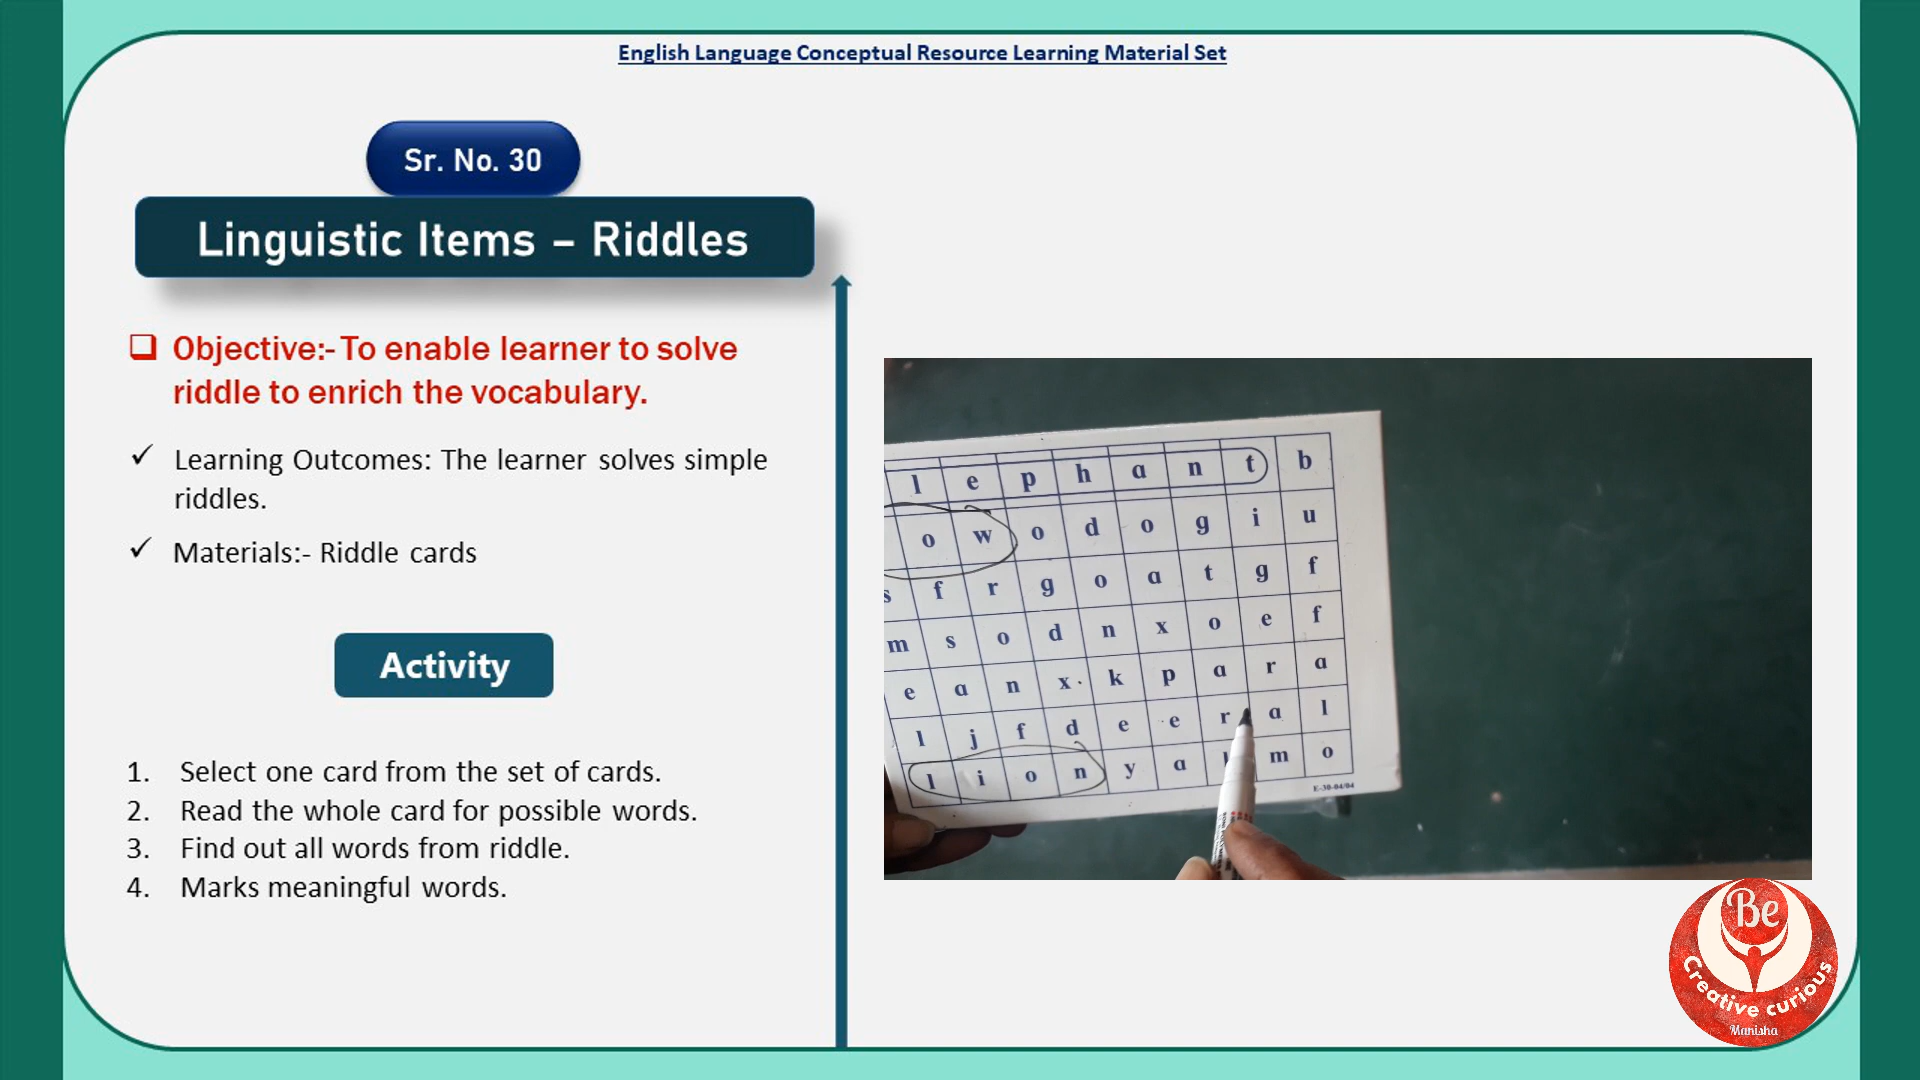 English Language Conceptual Resource Learning Material Set
Sr. No. 30
Linguistic Items – Riddles
Objective:- To enable learner to solve
riddle to enrich the vocabulary.
Learning Outcomes: The learner solves simple
riddles.
Materials:- Riddle cards
Activity
1. Select one card from the set of cards.
2. Read the whole card for possible words.
3. Find out all words from riddle.
4. Marks meaningful words.
l e p h a n t b
o w o d o g i u
s f r g o a t g f
m s o d n x o e f
e a n x k p a r a
l j f d e e r a l
l i o n y a m o
E-30-04/04
Be
Creative curious
Manisha